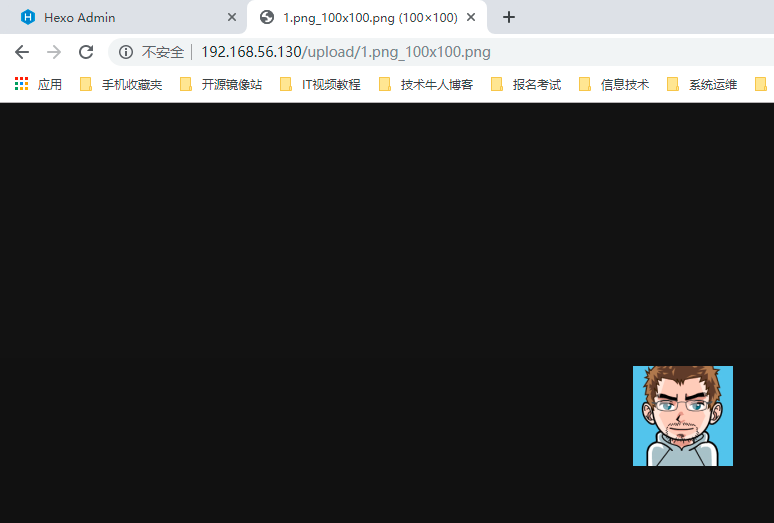 Hexo Admin
1.png_100x100.png (100×100)
不安全 192.168.56.130/upload/1.png_100x100.png
应用 手机收藏夹 开源镜像站 IT视频教程 技术牛人博客 报名考试 信息技术 系统运维